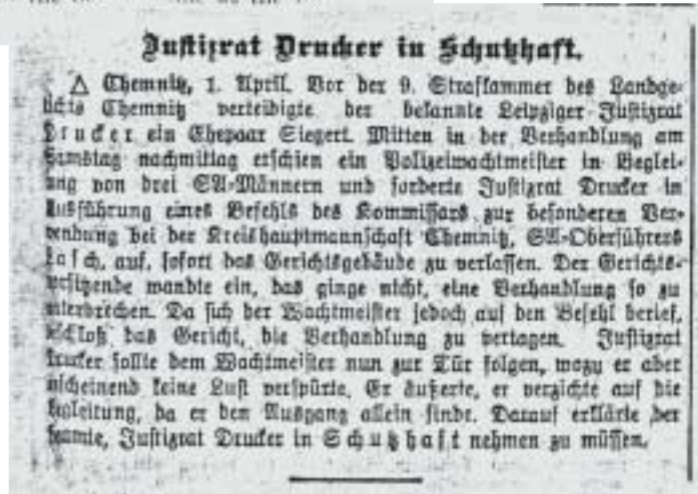 Justizrat Drucker in Schutzhaft.
△ Chemnitz, 1. April. Vor der 9. Strafkammer des Landge-
richts Chemnitz verteidigte der bekannte Leipziger Justizrat
Drucker ein Ehepaar Siegert. Mitten in der Verhandlung am
Samstag nachmittag erschien ein Polizeiwachtmeister in Beglei-
tung von drei SA-Männern und forderte Justizrat Drucker in
Ausführung eines Befehls des Kommissars zur besonderen Ver-
wendung bei der Kreishauptmannschaft Chemnitz, SA-Oberführers
Lasch, auf, sofort das Gerichtsgebäude zu verlassen. Der Gerichts-
vorsitzende wandte ein, das ginge nicht, eine Verhandlung so zu
unterbrechen. Da sich der Wachtmeister jedoch auf den Befehl berief,
beschloß das Gericht, die Verhandlung zu vertagen. Justizrat
Drucker sollte dem Wachtmeister nun zur Tür folgen, wozu er aber
anscheinend keine Lust verspürte. Er äußerte, er verzichte auf die
Begleitung, da er den Ausgang allein finde. Darauf erklärte der
Beamte, Justizrat Drucker in Schutzhaft nehmen zu müssen.